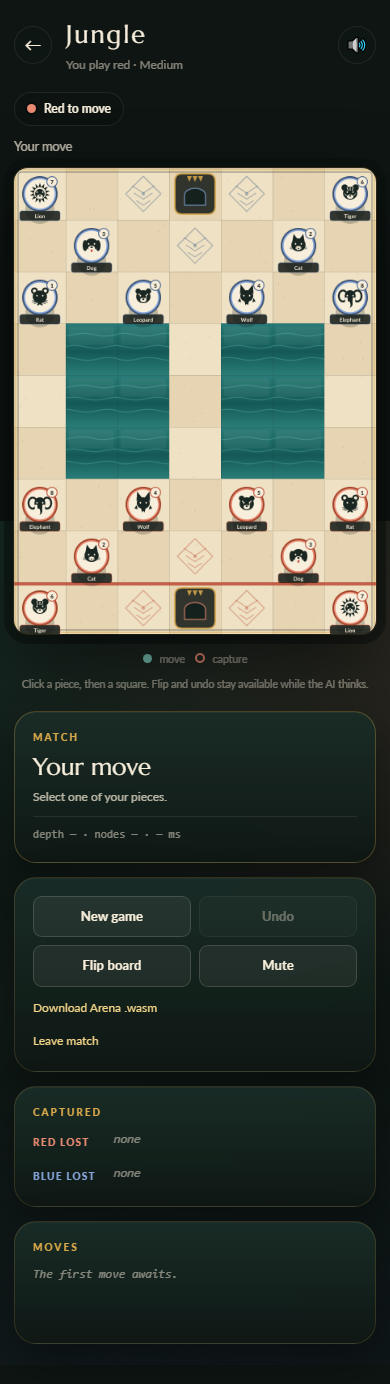 Jungle
You play red · Medium
Red to move
Your move
7 6
Lion Tiger
3 2
Dog Cat
1 5 4 8
Rat Leopard Wolf Elephant
8 4 5 1
Elephant Wolf Leopard Rat
2 3
Cat Dog
6 7
Tiger Lion
move capture
Click a piece, then a square. Flip and undo stay available while the AI thinks.
MATCH
Your move
Select one of your pieces.
depth — · nodes — · — ms
New game Undo
Flip board Mute
Download Arena .wasm
Leave match
CAPTURED
RED LOST none
BLUE LOST none
MOVES
The first move awaits.